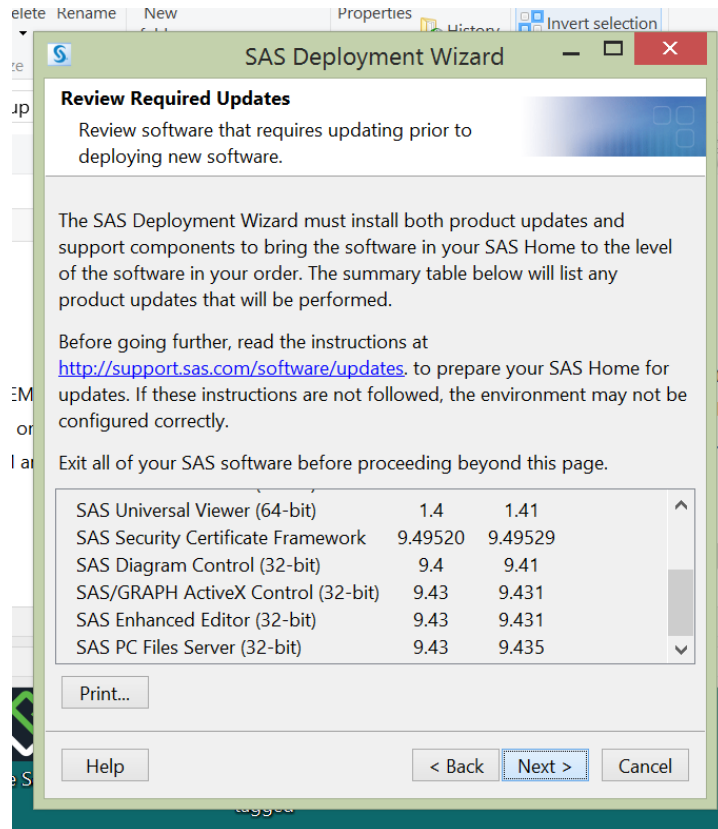 elete Rename New
Properties
History
Invert selection
SAS Deployment Wizard
Review Required Updates
Review software that requires updating prior to
deploying new software.
up
The SAS Deployment Wizard must install both product updates and
support components to bring the software in your SAS Home to the level
of the software in your order. The summary table below will list any
product updates that will be performed.
Before going further, read the instructions at
http://support.sas.com/software/updates. to prepare your SAS Home for
updates. If these instructions are not followed, the environment may not be
configured correctly.
EM
or
l ar
Exit all of your SAS software before proceeding beyond this page.
SAS Universal Viewer (64-bit) 1.4 1.41
SAS Security Certificate Framework 9.49520 9.49529
SAS Diagram Control (32-bit) 9.4 9.41
SAS/GRAPH ActiveX Control (32-bit) 9.43 9.431
SAS Enhanced Editor (32-bit) 9.43 9.431
SAS PC Files Server (32-bit) 9.43 9.435
Print...
Help
< Back
Next >
Cancel
e S
tagged